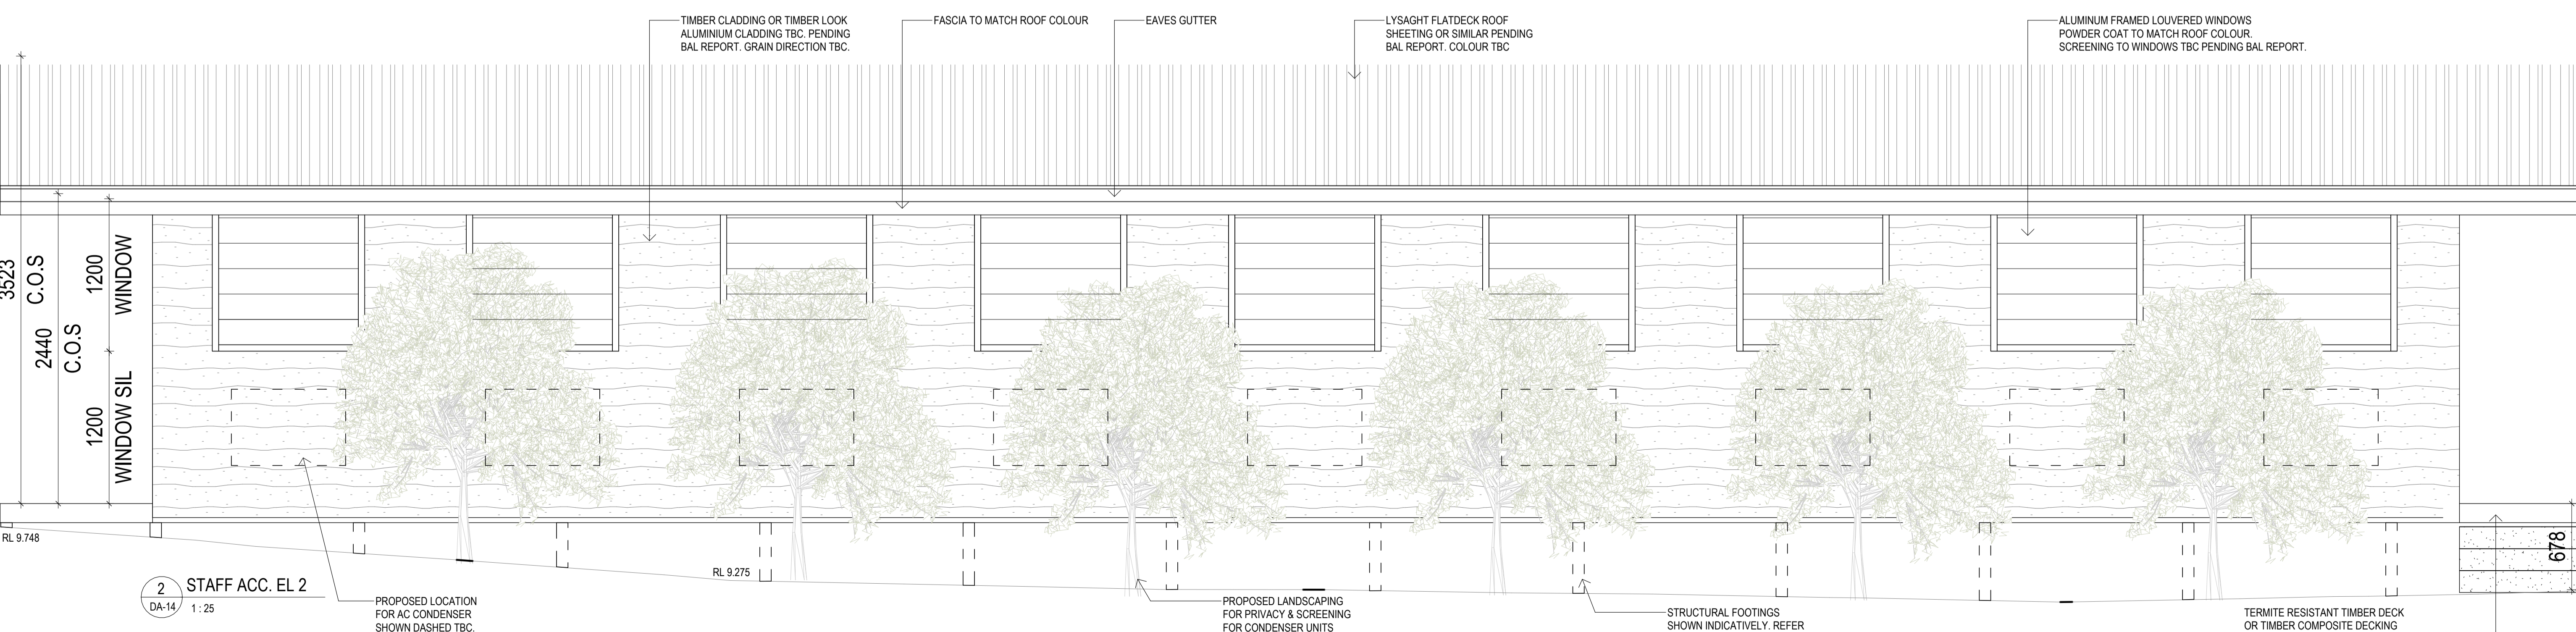 TIMBER CLADDING OR TIMBER LOOK
ALUMINIUM CLADDING TBC. PENDING
BAL REPORT. GRAIN DIRECTION TBC.
FASCIA TO MATCH ROOF COLOUR
EAVES GUTTER
LYSAGHT FLATDECK ROOF
SHEETING OR SIMILAR PENDING
BAL REPORT. COLOUR TBC
ALUMINUM FRAMED LOUVERED WINDOWS
POWDER COAT TO MATCH ROOF COLOUR.
SCREENING TO WINDOWS TBC PENDING BAL REPORT.
3523
C.O.S
2440
C.O.S
1200
WINDOW
1200
WINDOW SIL
RL 9.748
RL 9.275
678
2
DA-14
STAFF ACC. EL 2
1 : 25
PROPOSED LOCATION
FOR AC CONDENSER
SHOWN DASHED TBC.
PROPOSED LANDSCAPING
FOR PRIVACY & SCREENING
FOR CONDENSER UNITS
STRUCTURAL FOOTINGS
SHOWN INDICATIVELY. REFER
TERMITE RESISTANT TIMBER DECK
OR TIMBER COMPOSITE DECKING